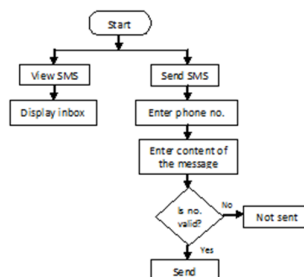 Start
View SMS
Send SMS
Display inbox
Enter phone no.
Enter content of
the message
Is no.
valid?
No
Not sent
Yes
Send